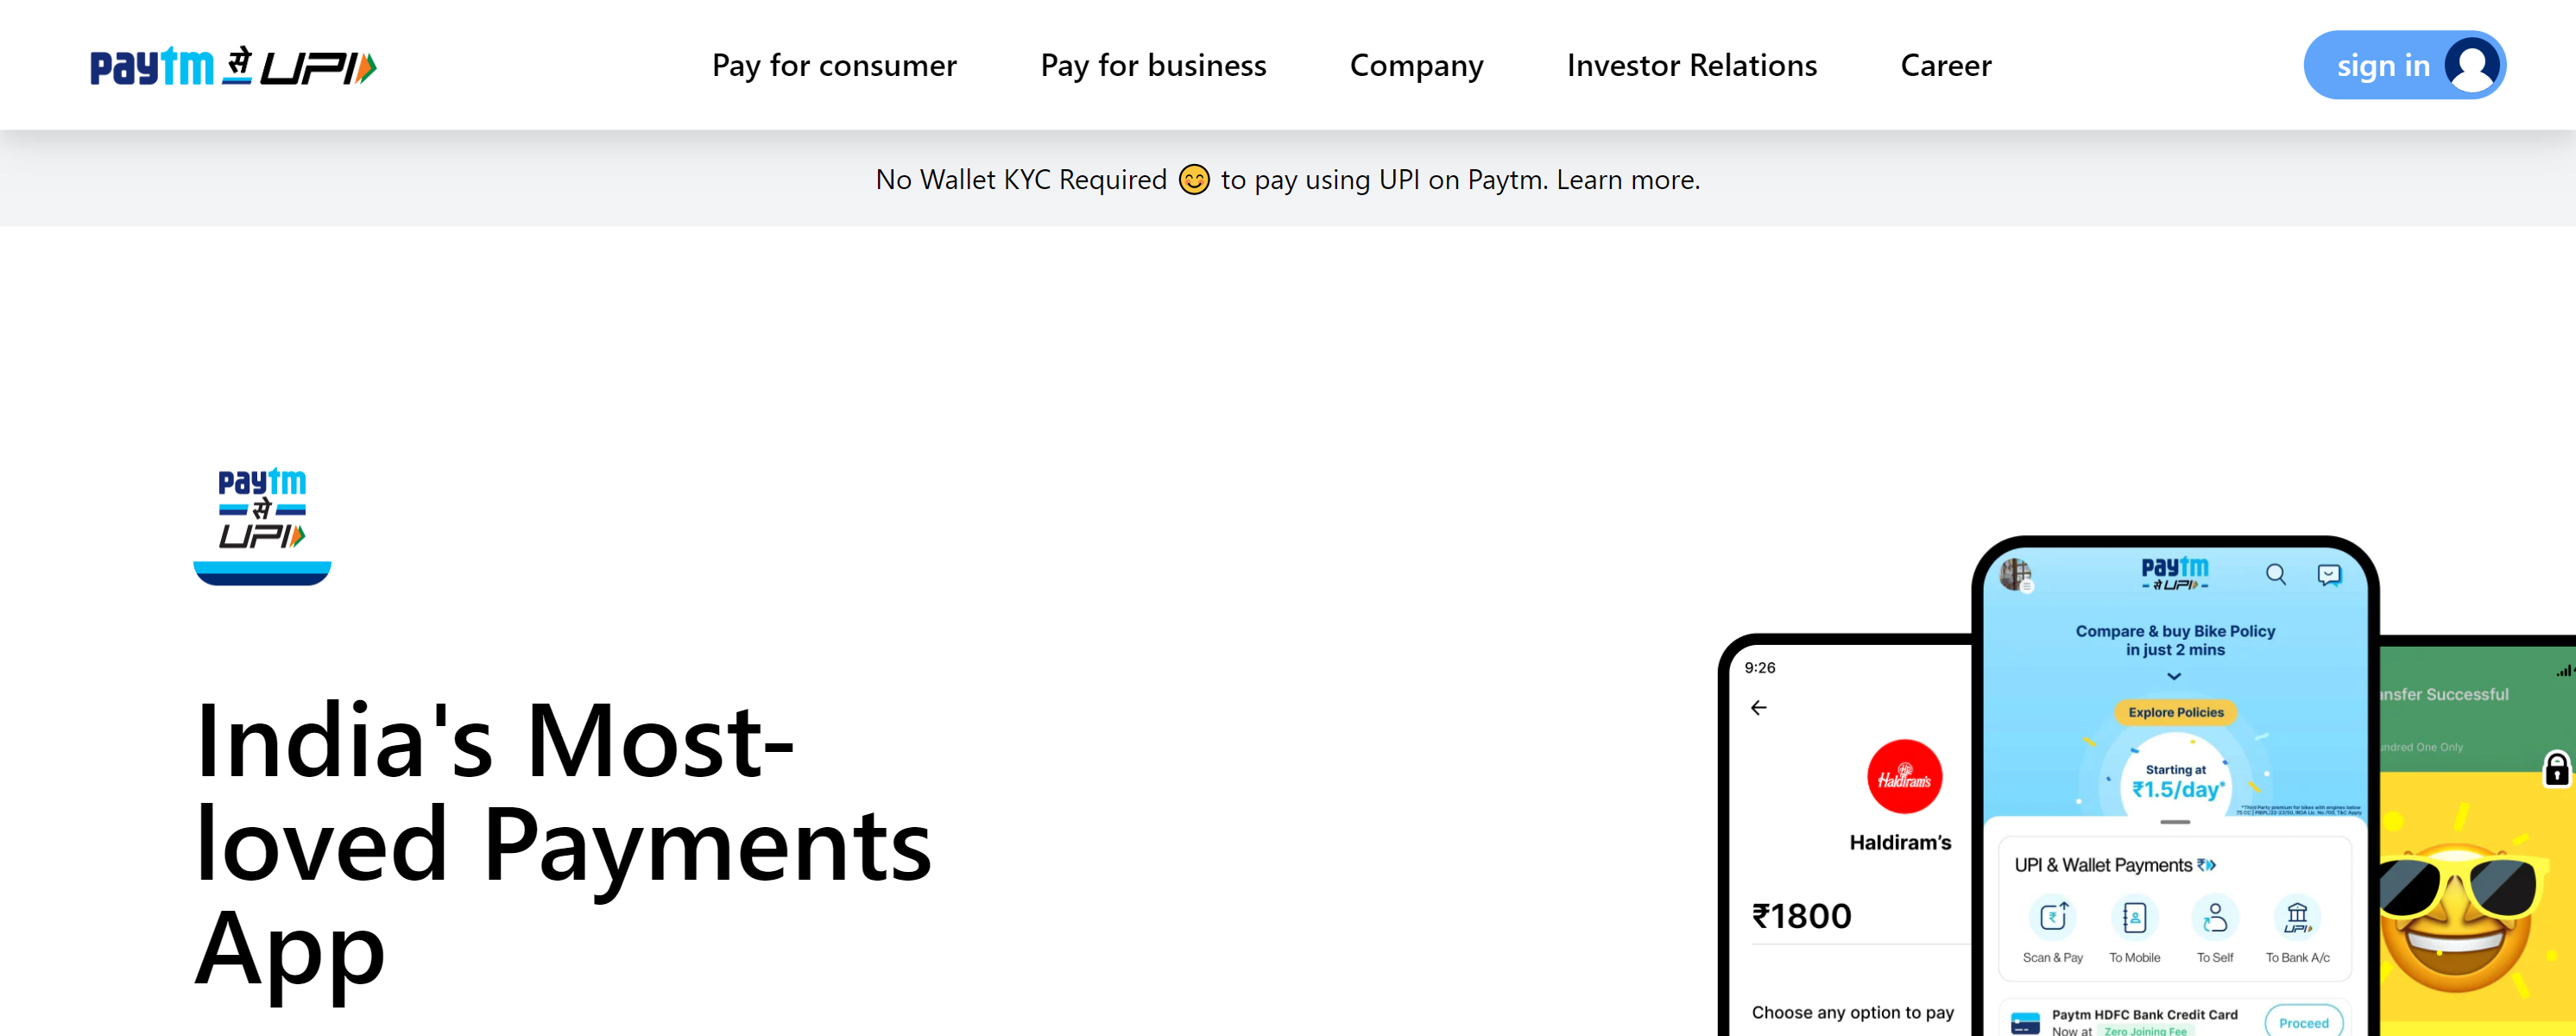 paytm से UPI
Pay for consumer
Pay for business
Company
Investor Relations
Career
sign in
No Wallet KYC Required 😊 to pay using UPI on Paytm. Learn more.
paytm
से
UPI
India's Most-
loved Payments
App
9:26
Haldiram's
Haldiram's
₹1800
Choose any option to pay
paytm
से UPI
Compare & buy Bike Policy
in just 2 mins
Explore Policies
Starting at
₹1.5/day*
UPI & Wallet Payments
Scan & Pay
To Mobile
To Self
UPI
To Bank A/c
Paytm HDFC Bank Credit Card
Now at Zero Joining Fee
Proceed
nsfer Successful
ndred One Only